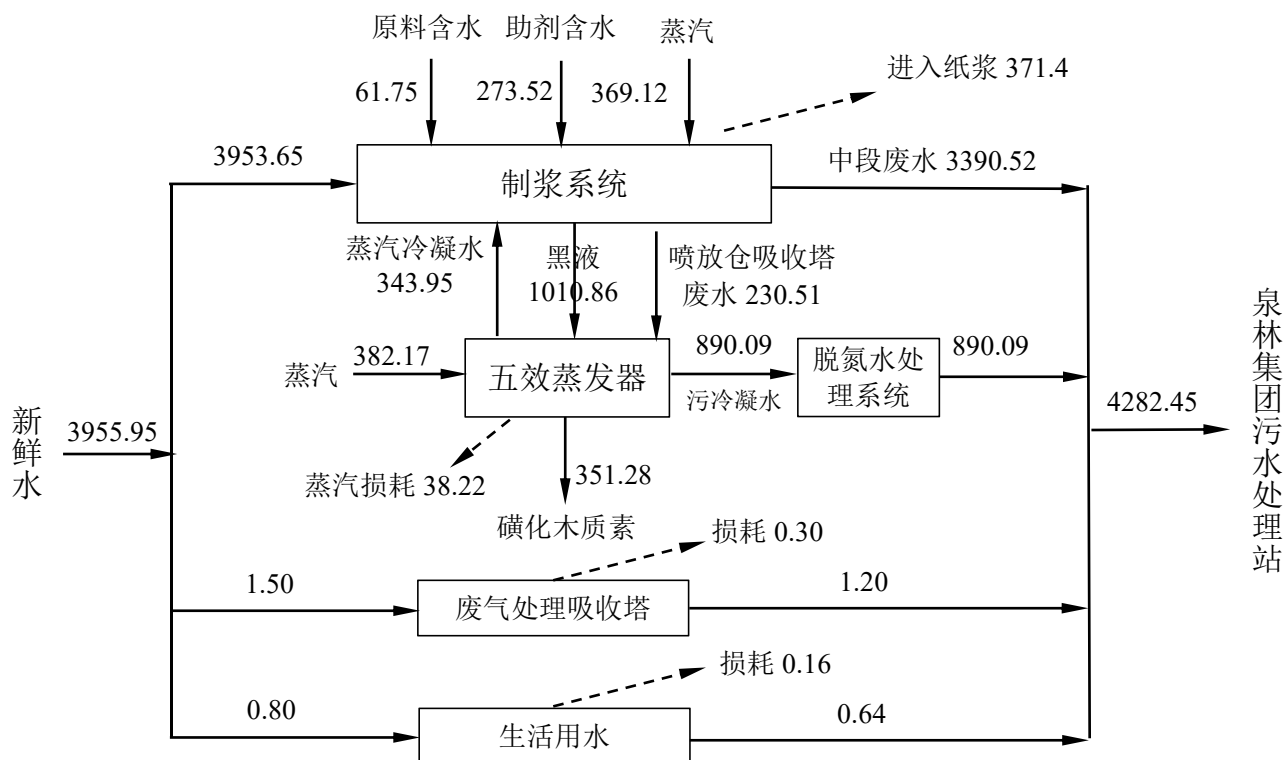 原料含水
助剂含水
蒸汽
61.75
273.52
369.12
进入纸浆 371.4
3953.65
制浆系统
中段废水 3390.52
蒸汽冷凝水
343.95
黑液
1010.86
喷放仓吸收塔
废水 230.51
蒸汽
382.17
五效蒸发器
890.09
污冷凝水
脱氮水处
理系统
890.09
新鲜水
3955.95
4282.45
泉林集团污水处理站
蒸汽损耗 38.22
351.28
磺化木质素
损耗 0.30
1.50
废气处理吸收塔
1.20
损耗 0.16
0.80
生活用水
0.64